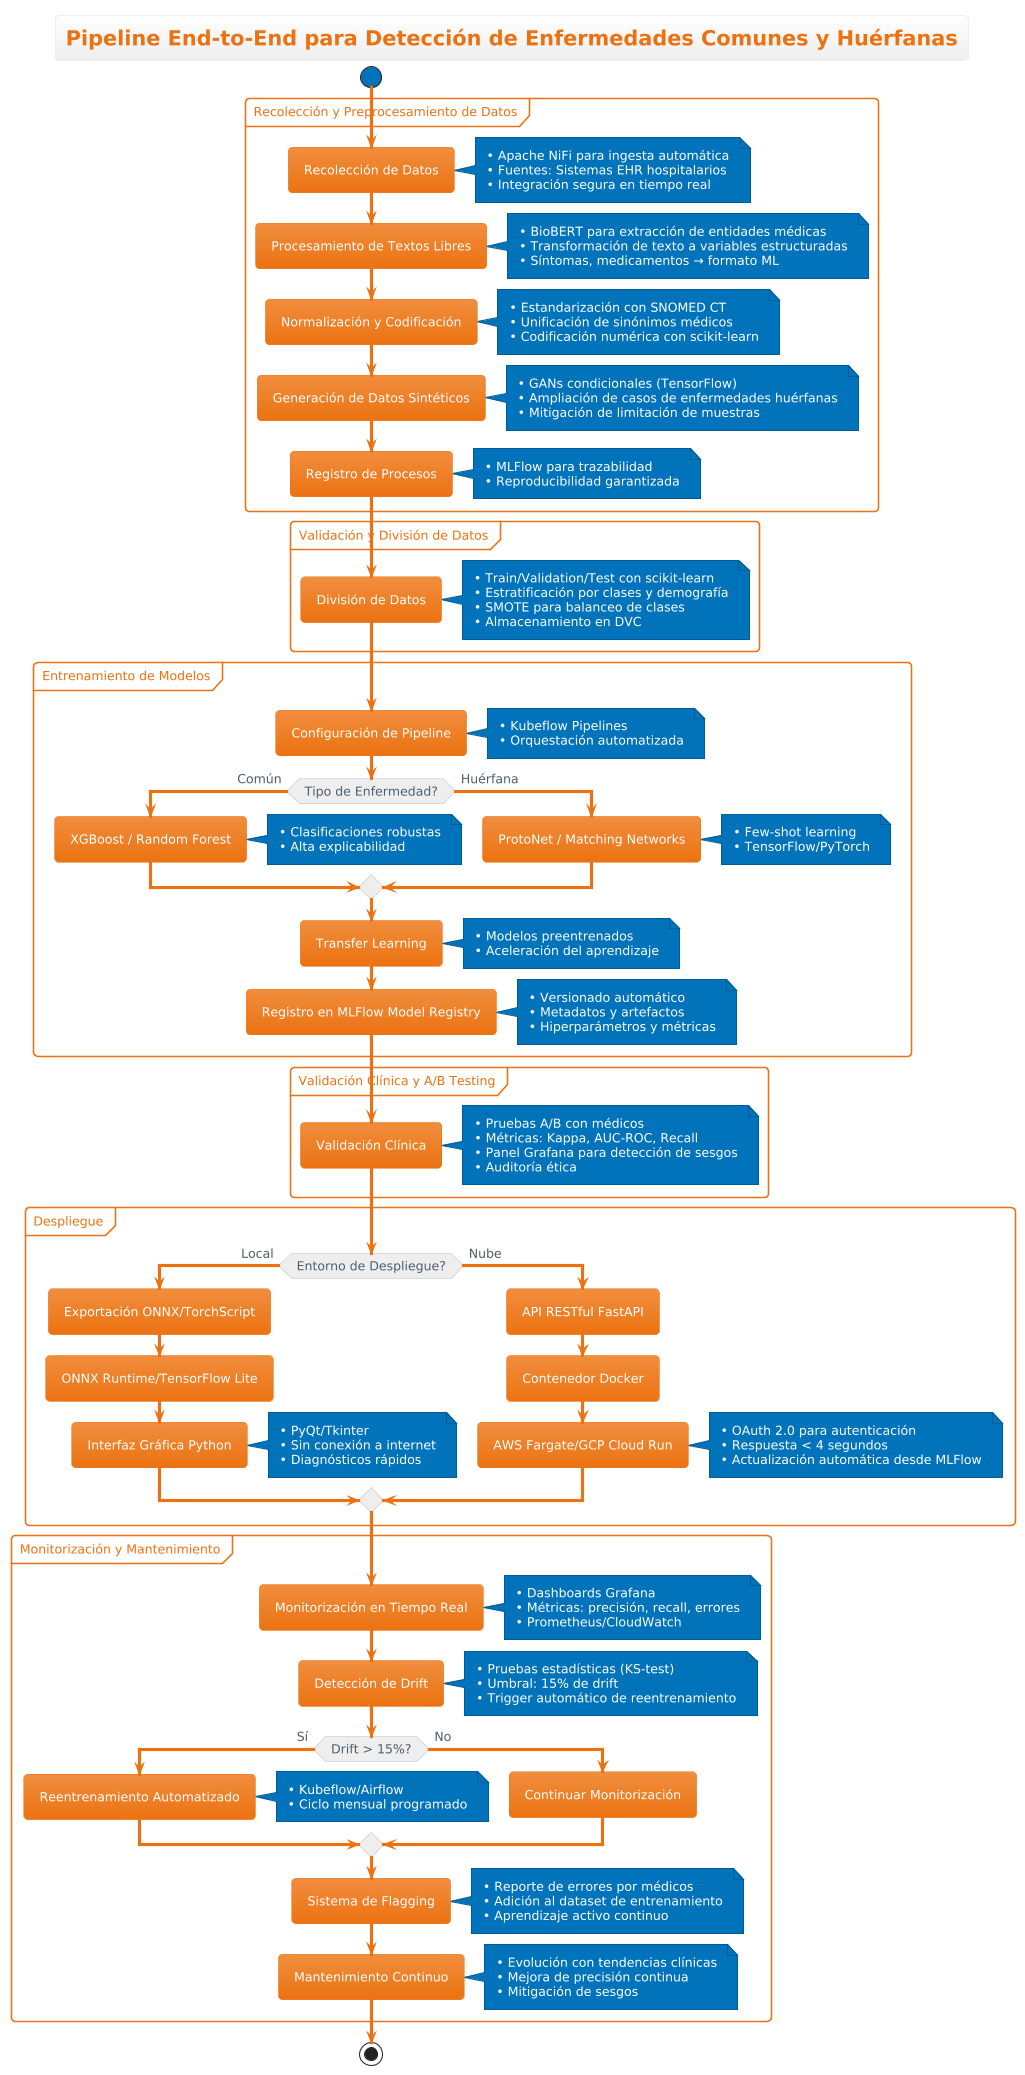 Pipeline End-to-End para Detección de Enfermedades Comunes y Huérfanas
Recolección y Preprocesamiento de Datos
Recolección de Datos
• Apache NiFi para ingesta automática
• Fuentes: Sistemas EHR hospitalarios
• Integración segura en tiempo real
Procesamiento de Textos Libres
• BioBERT para extracción de entidades médicas
• Transformación de texto a variables estructuradas
• Síntomas, medicamentos → formato ML
Normalización y Codificación
• Estandarización con SNOMED CT
• Unificación de sinónimos médicos
• Codificación numérica con scikit-learn
Generación de Datos Sintéticos
• GANs condicionales (TensorFlow)
• Ampliación de casos de enfermedades huérfanas
• Mitigación de limitación de muestras
Registro de Procesos
• MLFlow para trazabilidad
• Reproducibilidad garantizada
Validación y División de Datos
División de Datos
• Train/Validation/Test con scikit-learn
• Estratificación por clases y demografía
• SMOTE para balanceo de clases
• Almacenamiento en DVC
Entrenamiento de Modelos
Configuración de Pipeline
• Kubeflow Pipelines
• Orquestación automatizada
Común
Tipo de Enfermedad?
Huérfana
XGBoost / Random Forest
• Clasificaciones robustas
• Alta explicabilidad
ProtoNet / Matching Networks
• Few-shot learning
• TensorFlow/PyTorch
Transfer Learning
• Modelos preentrenados
• Aceleración del aprendizaje
Registro en MLFlow Model Registry
• Versionado automático
• Metadatos y artefactos
• Hiperparámetros y métricas
Validación Clínica y A/B Testing
Validación Clínica
• Pruebas A/B con médicos
• Métricas: Kappa, AUC-ROC, Recall
• Panel Grafana para detección de sesgos
• Auditoría ética
Despliegue
Local
Entorno de Despliegue?
Nube
Exportación ONNX/TorchScript
API RESTful FastAPI
ONNX Runtime/TensorFlow Lite
Contenedor Docker
Interfaz Gráfica Python
• PyQt/Tkinter
• Sin conexión a internet
• Diagnósticos rápidos
AWS Fargate/GCP Cloud Run
• OAuth 2.0 para autenticación
• Respuesta < 4 segundos
• Actualización automática desde MLFlow
Monitorización y Mantenimiento
Monitorización en Tiempo Real
• Dashboards Grafana
• Métricas: precisión, recall, errores
• Prometheus/CloudWatch
Detección de Drift
• Pruebas estadísticas (KS-test)
• Umbral: 15% de drift
• Trigger automático de reentrenamiento
Sí
Drift > 15%?
No
Reentrenamiento Automatizado
• Kubeflow/Airflow
• Ciclo mensual programado
Continuar Monitorización
Sistema de Flagging
• Reporte de errores por médicos
• Adición al dataset de entrenamiento
• Aprendizaje activo continuo
Mantenimiento Continuo
• Evolución con tendencias clínicas
• Mejora de precisión continua
• Mitigación de sesgos